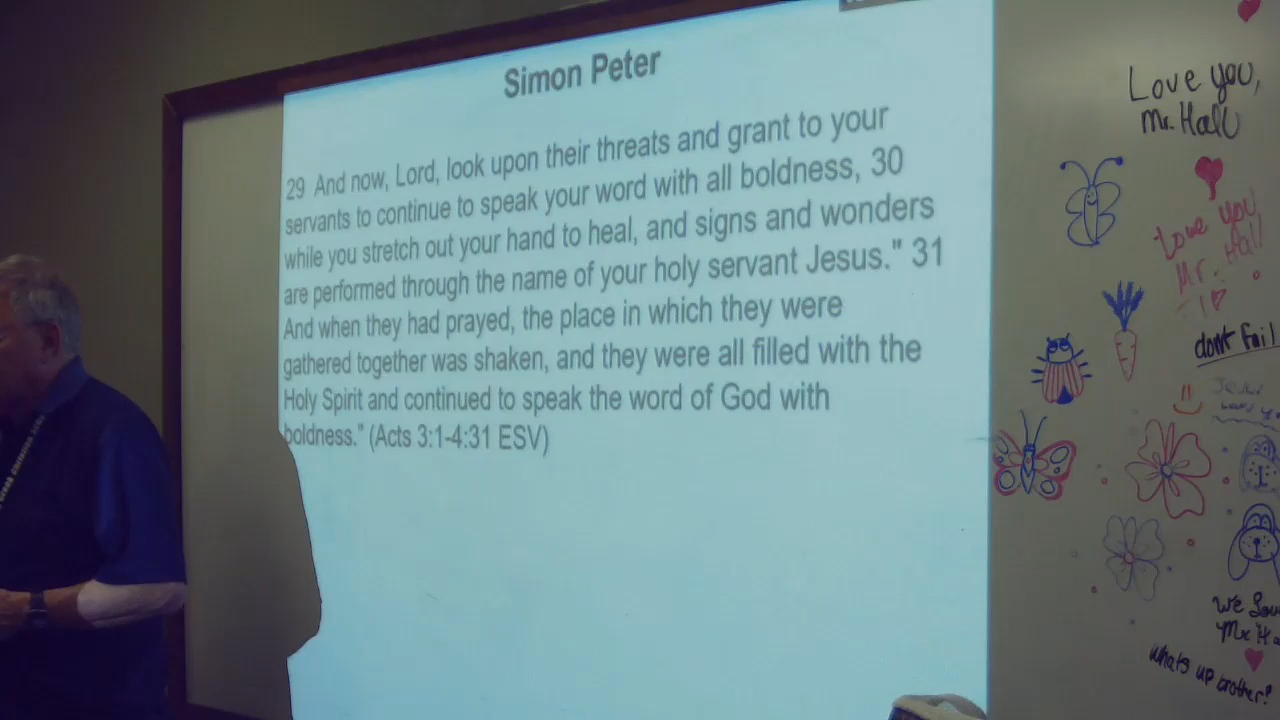 Simon Peter
29 And now, Lord, look upon their threats and grant to your
servants to continue to speak your word with all boldness, 30
while you stretch out your hand to heal, and signs and wonders
are performed through the name of your holy servant Jesus." 31
And when they had prayed, the place in which they were
gathered together was shaken, and they were all filled with the
Holy Spirit and continued to speak the word of God with
boldness." (Acts 3:1-4:31 ESV)
Love you,
Mr. Hall
Love you
Mr. Hall
dont fail
We
whats up brother?